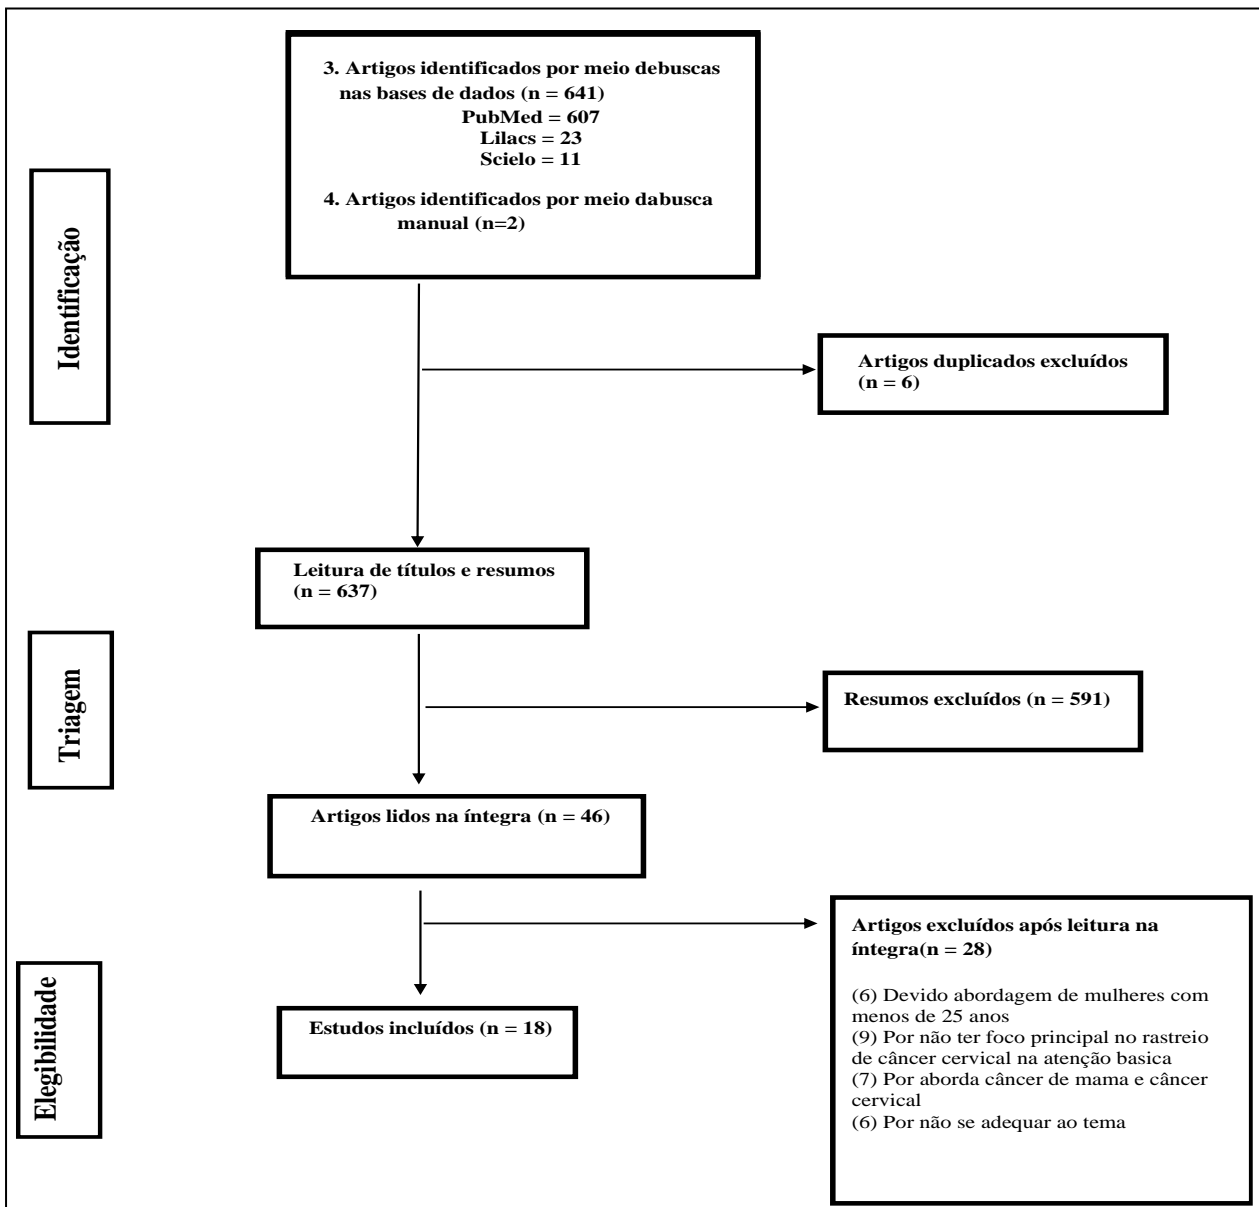 3. Artigos identificados por meio debuscas
nas bases de dados (n = 641)
PubMed = 607
Lilacs = 23
Scielo = 11
4. Artigos identificados por meio dabusca
manual (n=2)
Identificação
Artigos duplicados excluídos
(n = 6)
Leitura de títulos e resumos
(n = 637)
Triagem
Resumos excluídos (n = 591)
Artigos lidos na íntegra (n = 46)
Artigos excluídos após leitura na
íntegra(n = 28)
(6) Devido abordagem de mulheres com
menos de 25 anos
(9) Por não ter foco principal no rastreio
de câncer cervical na atenção basica
(7) Por aborda câncer de mama e câncer
cervical
(6) Por não se adequar ao tema
Elegibilidade
Estudos incluídos (n = 18)